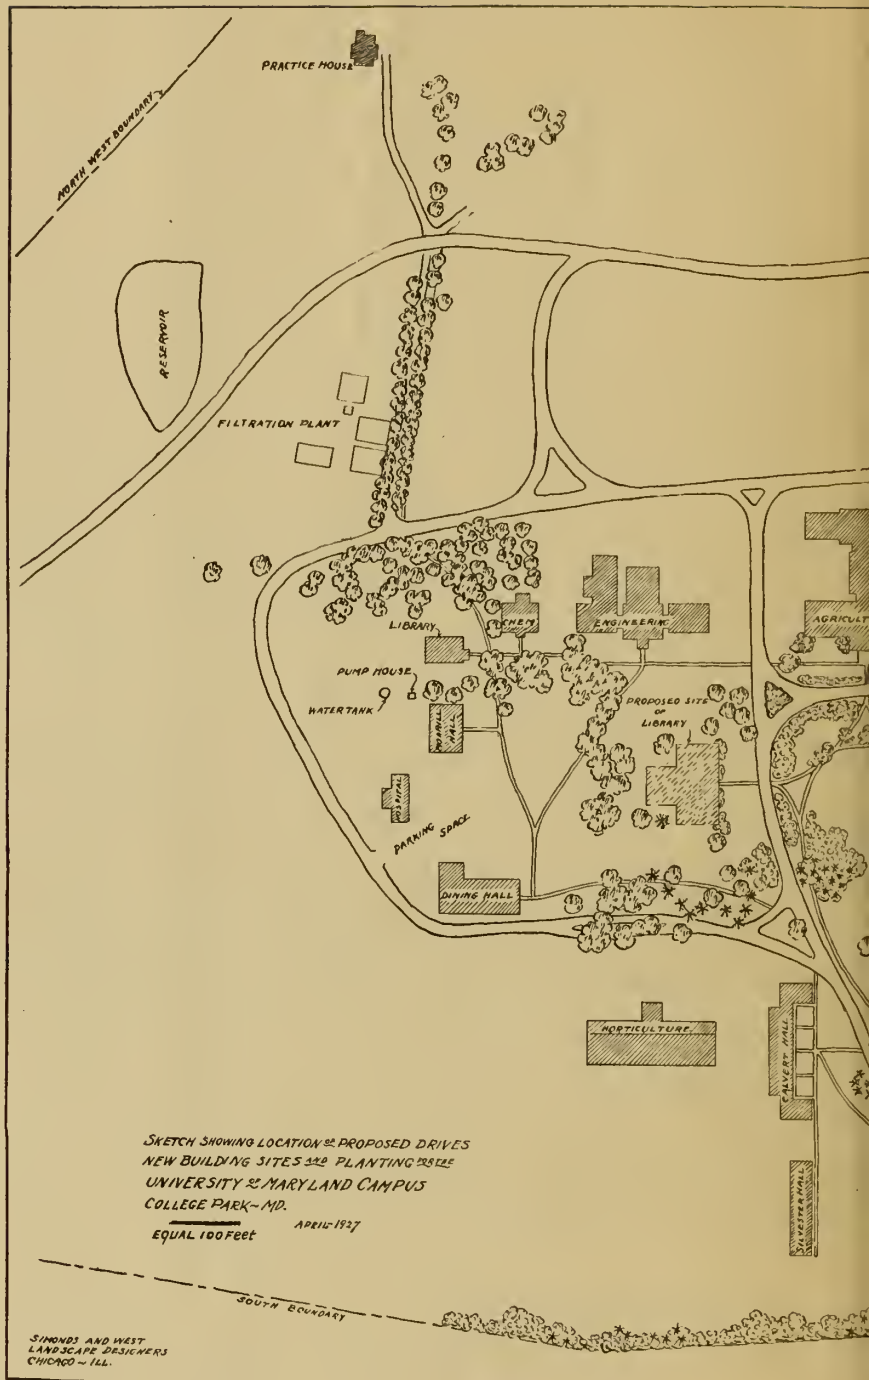 PRACTICE HOUSE
NORTH WEST BOUNDARY
RESERVOIR
FILTRATION PLANT
LIBRARY
CHEM
ENGINEERING
AGRICULT
PUMP HOUSE
WATER TANK
MORRILL
HALL
PROPOSED SITE
OF
LIBRARY
HOSPITAL
PARKING SPACE
DINING HALL
HORTICULTURE
CALVERT HALL
SILVESTER HALL
SKETCH SHOWING LOCATION OF PROPOSED DRIVES
NEW BUILDING SITES AND PLANTING FOR THE
UNIVERSITY OF MARYLAND CAMPUS
COLLEGE PARK ~ MD.
EQUAL 100 FEET
APRIL-1927
SOUTH BOUNDARY
SIMONDS AND WEST
LANDSCAPE DESIGNERS
CHICAGO ~ ILL.